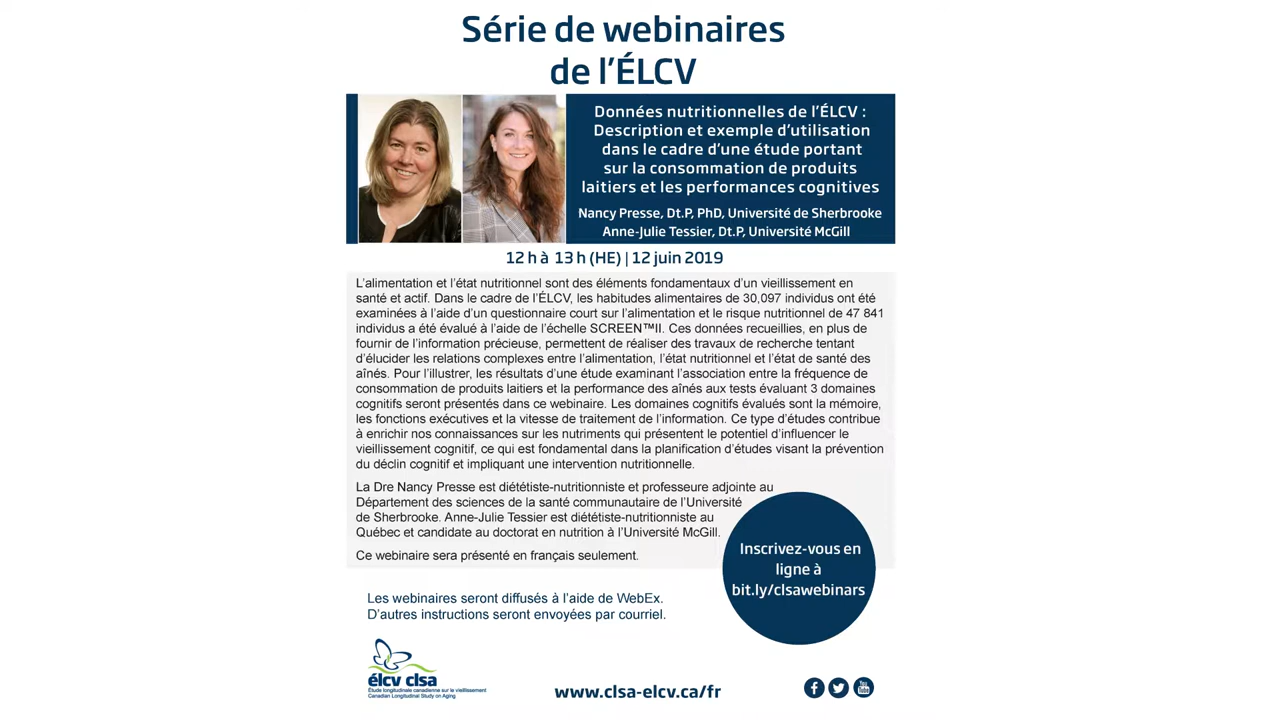 Série de webinaires
de l'ÉLCV
Données nutritionnelles de l'ÉLCV :
Description et exemple d'utilisation
dans le cadre d'une étude portant
sur la consommation de produits
laitiers et les performances cognitives
Nancy Presse, Dt.P, PhD, Université de Sherbrooke
Anne-Julie Tessier, Dt.P, Université McGill
12 h à 13 h (HE) | 12 juin 2019
L'alimentation et l'état nutritionnel sont des éléments fondamentaux d'un vieillissement en
santé et actif. Dans le cadre de l'ÉLCV, les habitudes alimentaires de 30,097 individus ont été
examinées à l'aide d'un questionnaire court sur l'alimentation et le risque nutritionnel de 47 841
individus a été évalué à l'aide de l'échelle SCREEN™II. Ces données recueillies, en plus de
fournir de l'information précieuse, permettent de réaliser des travaux de recherche tentant
d'élucider les relations complexes entre l'alimentation, l'état nutritionnel et l'état de santé des
aînés. Pour l'illustrer, les résultats d'une étude examinant l'association entre la fréquence de
consommation de produits laitiers et la performance des aînés aux tests évaluant 3 domaines
cognitifs seront présentés dans ce webinaire. Les domaines cognitifs évalués sont la mémoire,
les fonctions exécutives et la vitesse de traitement de l'information. Ce type d'études contribue
à enrichir nos connaissances sur les nutriments qui présentent le potentiel d'influencer le
vieillissement cognitif, ce qui est fondamental dans la planification d'études visant la prévention
du déclin cognitif et impliquant une intervention nutritionnelle.
La Dre Nancy Presse est diététiste-nutritionniste et professeure adjointe au
Département des sciences de la santé communautaire de l'Université
de Sherbrooke. Anne-Julie Tessier est diététiste-nutritionniste au
Québec et candidate au doctorat en nutrition à l'Université McGill.
Ce webinaire sera présenté en français seulement.
Inscrivez-vous en
ligne à
bit.ly/clsawebinars
Les webinaires seront diffusés à l'aide de WebEx.
D'autres instructions seront envoyées par courriel.
élcv clsa
Étude longitudinale canadienne sur le vieillissement
Canadian Longitudinal Study on Aging
www.clsa-elcv.ca/fr
You
Tube